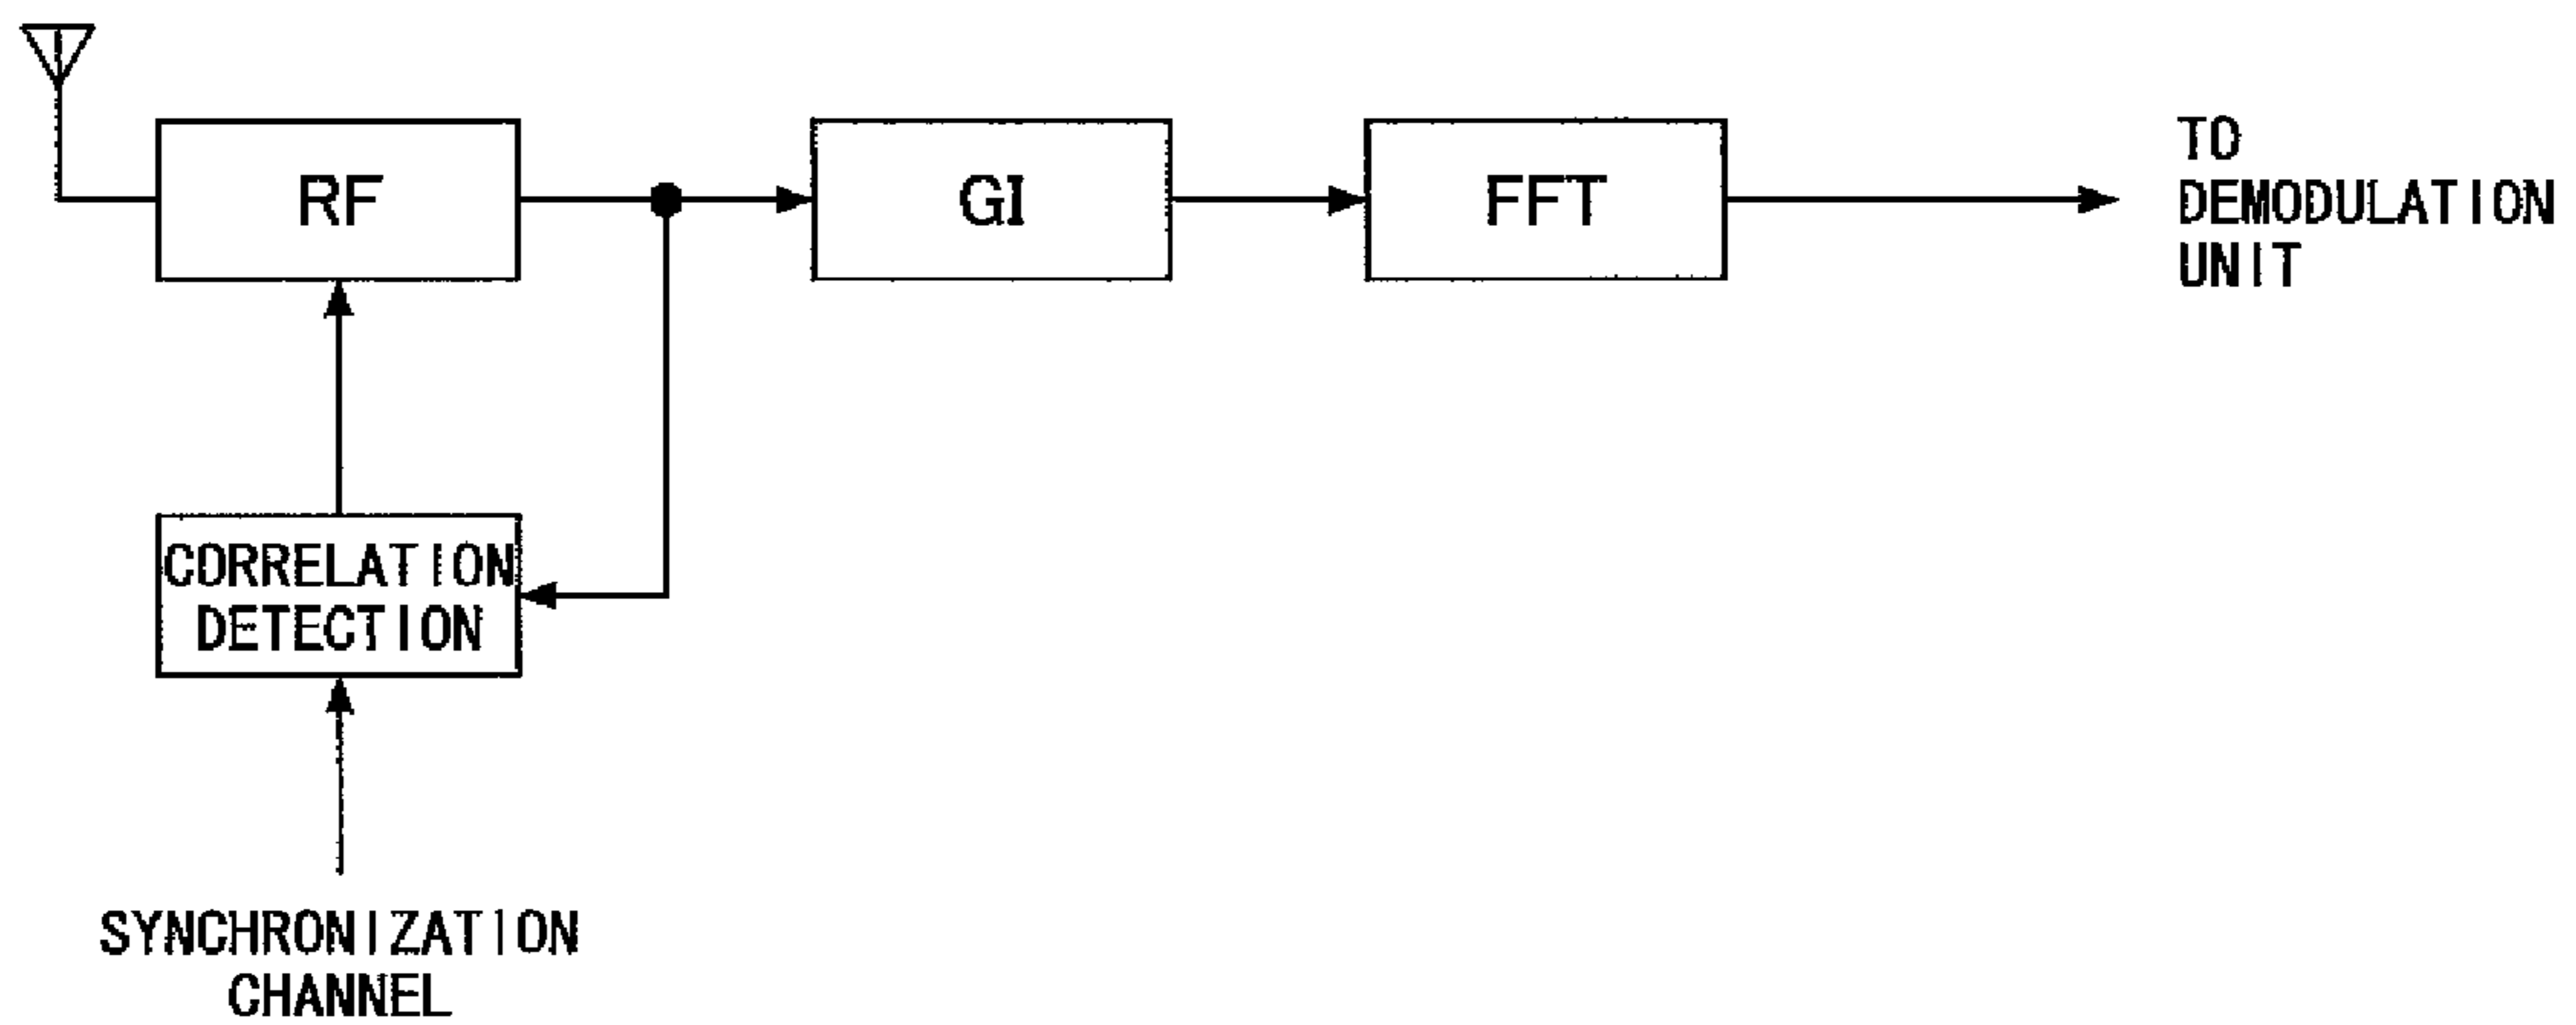 RF
GI
FFT
TO
DEMODULATION
UNIT
CORRELATION
DETECTION
SYNCHRONIZATION
CHANNEL